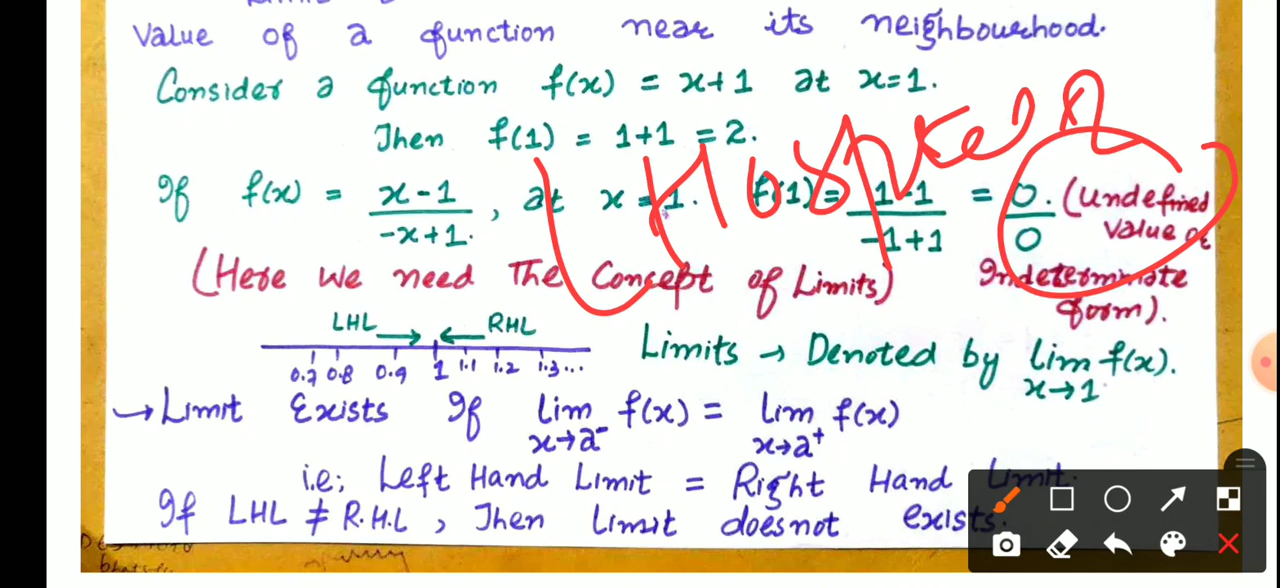 Value of a function near its neighbourhood.
Consider a function f(x) = x+1 at x=1.
Then f(1) = 1+1 = 2.
If f(x) = x-1 / -x+1, at x=1. f(1) = 1-1 / -1+1 = 0/0. (Undefined value or
Indeterminate form).
(Here we need The Concept of Limits)
LHL → ← RHL
0.7 0.8 0.9 1 1.1 1.2 1.3...
Limits → Denoted by lim x→1 f(x).
→ Limit Exists If lim x→a⁻ f(x) = lim x→a⁺ f(x)
i.e; Left Hand Limit = Right Hand Limit.
If LHL ≠ R.H.L, Then Limit doesnot exists.